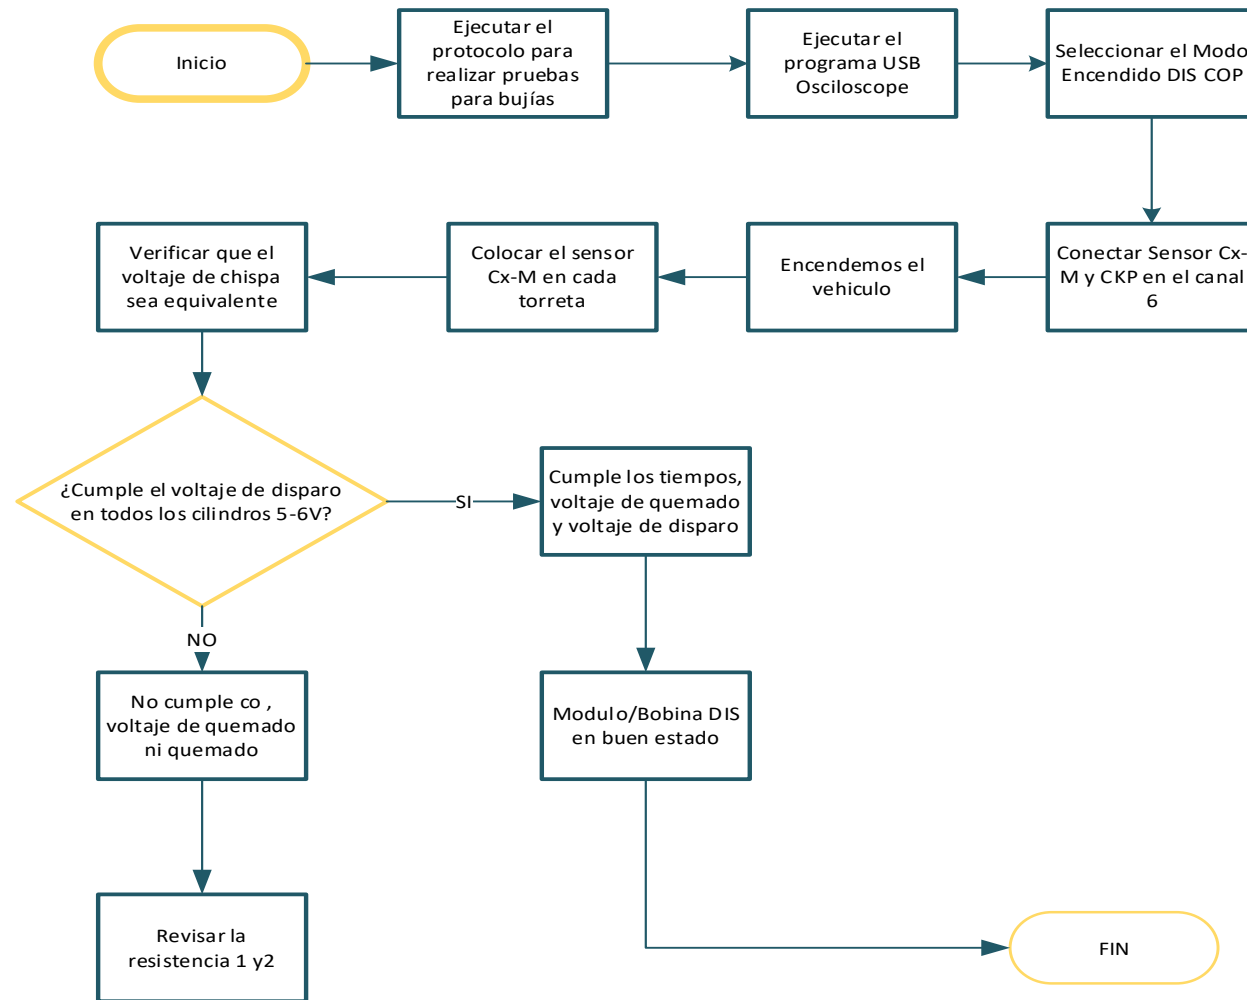 Inicio
Ejecutar el
protocolo para
realizar pruebas
para bujías
Ejecutar el
programa USB
Osciloscope
Seleccionar el Modo
Encendido DIS COP
Verificar que el
voltaje de chispa
sea equivalente
Colocar el sensor
Cx-M en cada
torreta
Encendemos el
vehiculo
Conectar Sensor Cx-
M y CKP en el canal
6
¿Cumple el voltaje de disparo
en todos los cilindros 5-6V?
SI
Cumple los tiempos,
voltaje de quemado
y voltaje de disparo
NO
No cumple co ,
voltaje de quemado
ni quemado
Modulo/Bobina DIS
en buen estado
Revisar la
resistencia 1 y2
FIN